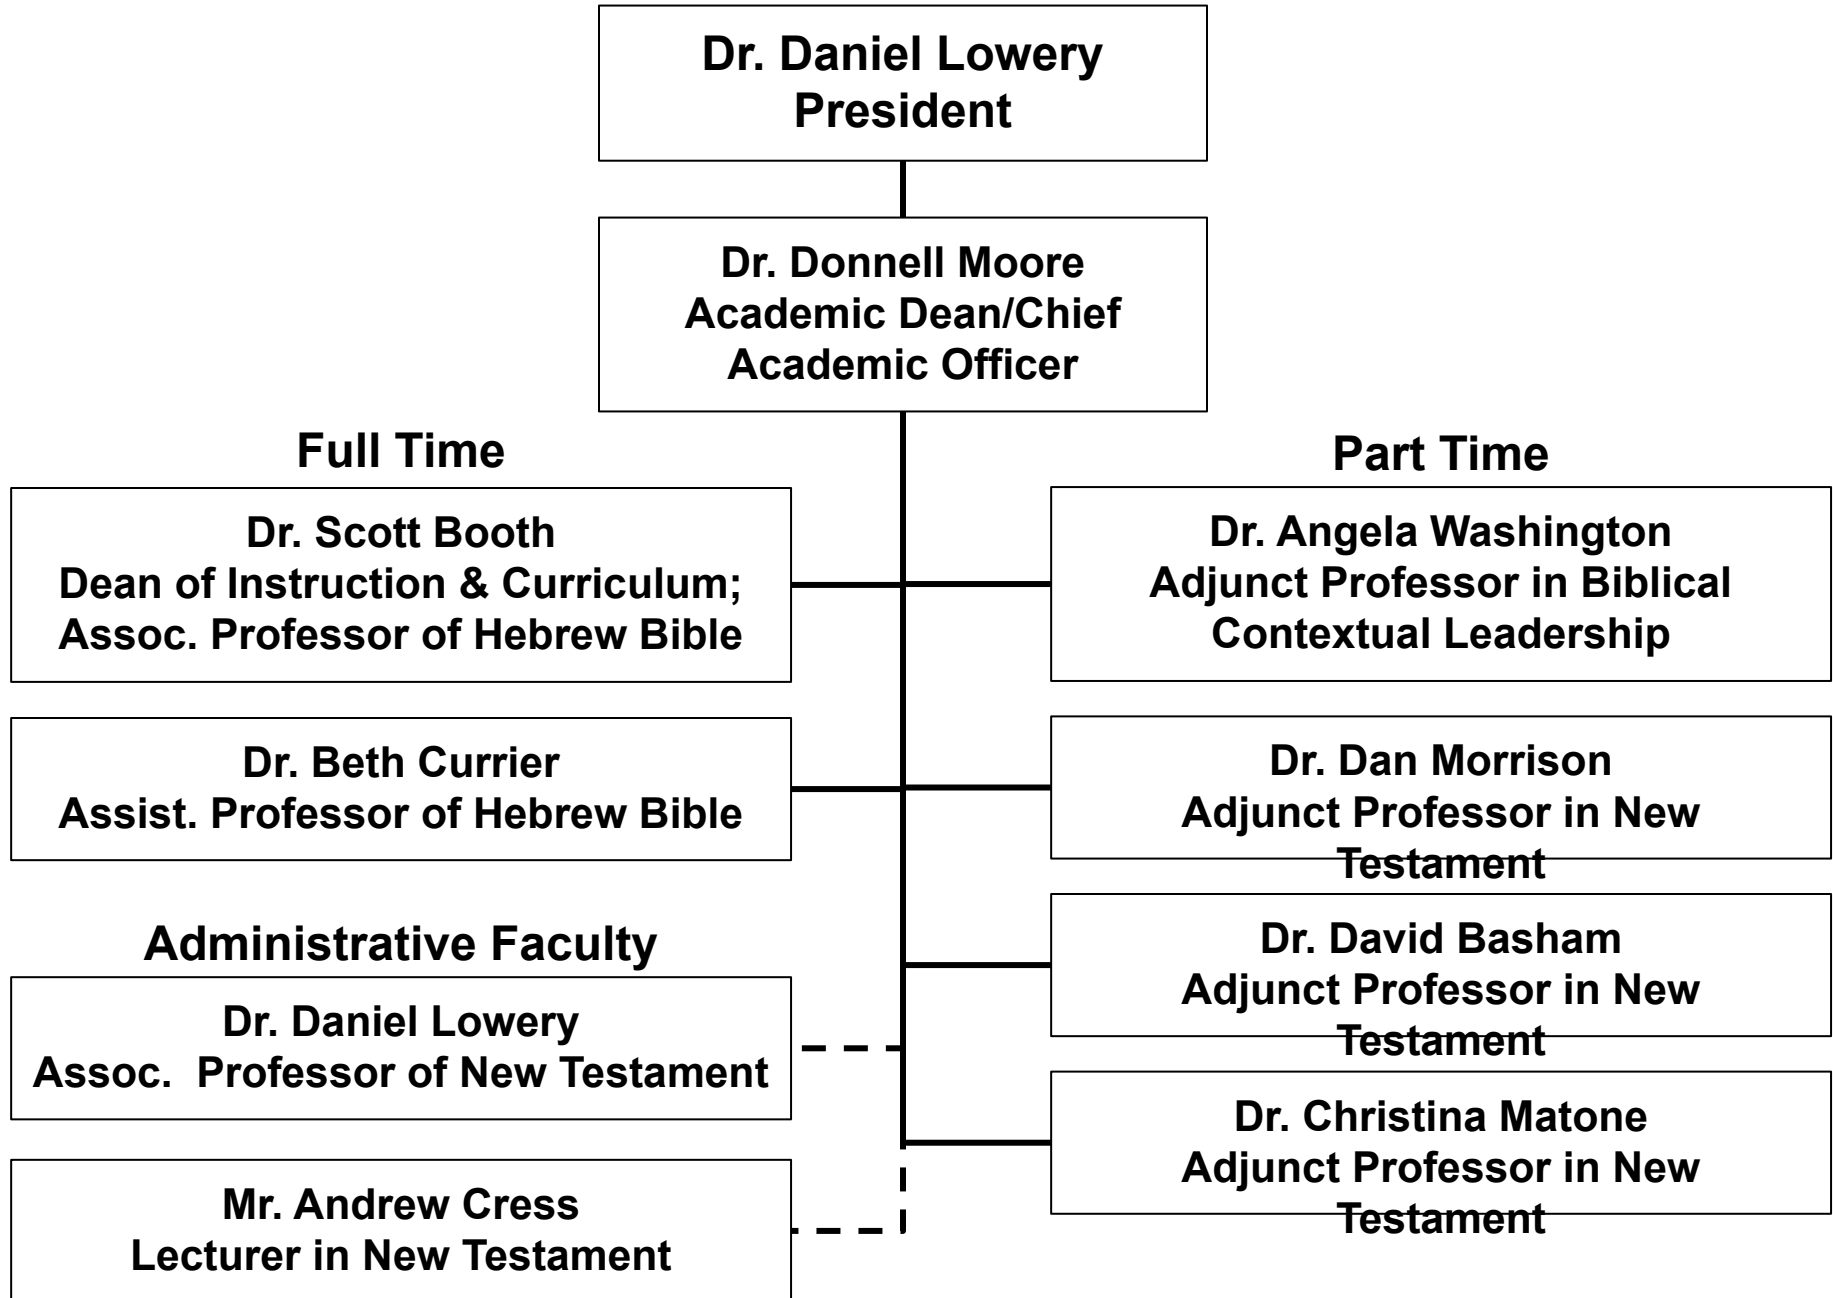 Dr. Daniel Lowery
President
Dr. Donnell Moore
Academic Dean/Chief
Academic Officer
Full Time
Dr. Scott Booth
Dean of Instruction & Curriculum;
Assoc. Professor of Hebrew Bible
Dr. Beth Currier
Assist. Professor of Hebrew Bible
Administrative Faculty
Dr. Daniel Lowery
Assoc.  Professor of New Testament
Mr. Andrew Cress
Lecturer in New Testament
Part Time
Dr. Angela Washington
Adjunct Professor in Biblical
Contextual Leadership
Dr. Dan Morrison
Adjunct Professor in New
Testament
Dr. David Basham
Adjunct Professor in New
Testament
Dr. Christina Matone
Adjunct Professor in New
Testament